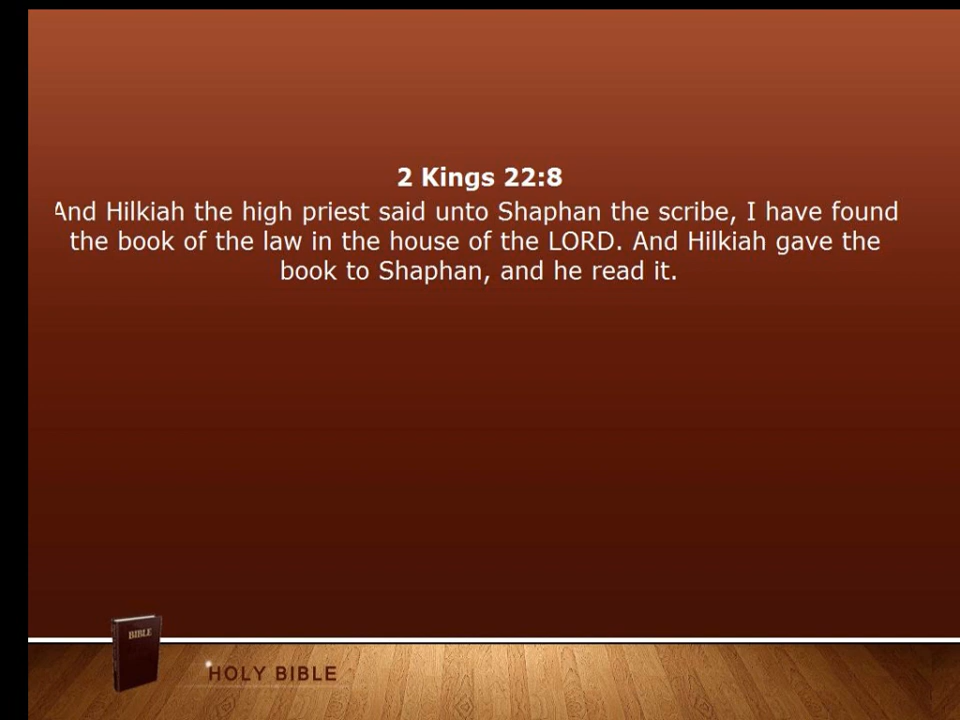 2 Kings 22:8
And Hilkiah the high priest said unto Shaphan the scribe, I have found
the book of the law in the house of the LORD. And Hilkiah gave the
book to Shaphan, and he read it.
BIBLE
HOLY BIBLE